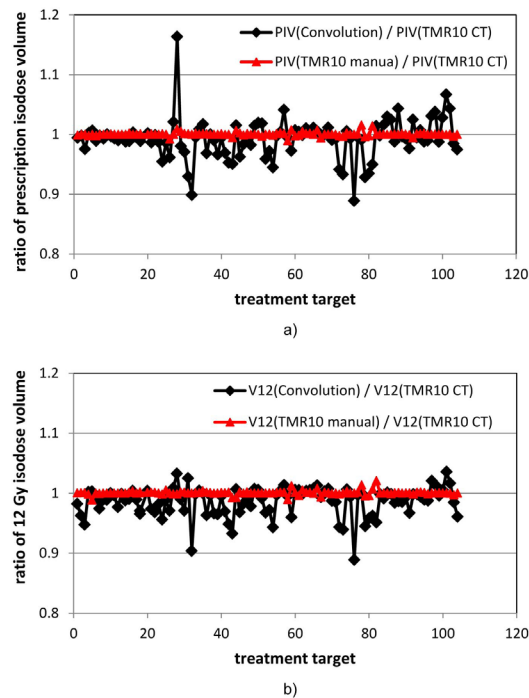 PIV(Convolution) / PIV(TMR10 CT)
PIV(TMR10 manua) / PIV(TMR10 CT)
ratio of prescription isodose volume
1.2
1.1
1
0.9
0.8
0 20 40 60 80 100 120
treatment target
a)
V12(Convolution) / V12(TMR10 CT)
V12(TMR10 manual) / V12(TMR10 CT)
ratio of 12 Gy isodose volume
1.2
1.1
1
0.9
0.8
0 20 40 60 80 100 120
treatment target
b)